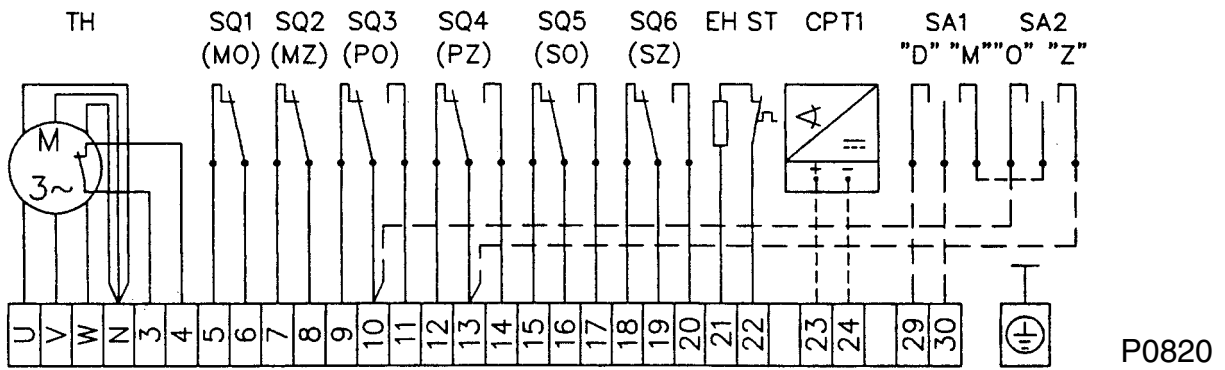 TH SQ1 SQ2 SQ3 SQ4 SQ5 SQ6 EH ST CPT1 SA1 SA2
(MO) (MZ) (PO) (PZ) (SO) (SZ) "D" "M" "O" "Z"
M
3~
+ −
U V W N 3 4 5 6 7 8 9 10 11 12 13 14 15 16 17 18 19 20 21 22 23 24 29 30
P0820